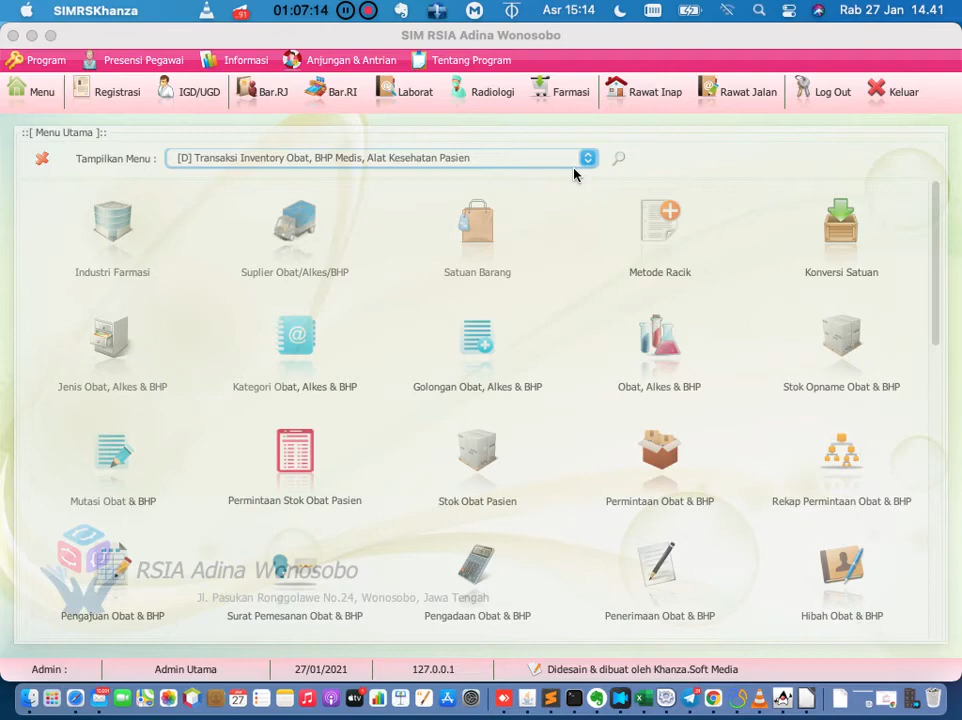 SIMRSKhanza 91 01:07:14 Asr 15:14 Rab 27 Jan 14.41
SIM RSIA Adina Wonosobo
Program Presensi Pegawai Informasi Anjungan & Antrian Tentang Program
Menu Registrasi IGD/UGD Bar.RJ Bar.RI Laborat Radiologi Farmasi Rawat Inap Rawat Jalan Log Out Keluar
::[ Menu Utama ]::
Tampilkan Menu : [D] Transaksi Inventory Obat, BHP Medis, Alat Kesehatan Pasien
Industri Farmasi Suplier Obat/Alkes/BHP Satuan Barang Metode Racik Konversi Satuan
Jenis Obat, Alkes & BHP Kategori Obat, Alkes & BHP Golongan Obat, Alkes & BHP Obat, Alkes & BHP Stok Opname Obat & BHP
Mutasi Obat & BHP Permintaan Stok Obat Pasien Stok Obat Pasien Permintaan Obat & BHP Rekap Permintaan Obat & BHP
RSIA Adina Wonosobo
Jl. Pasukan Ronggolawe No.24, Wonosobo, Jawa Tengah
Pengajuan Obat & BHP Surat Pemesanan Obat & BHP Pengadaan Obat & BHP Penerimaan Obat & BHP Hibah Obat & BHP
Admin : Admin Utama 27/01/2021 127.0.0.1 Didesain & dibuat oleh Khanza.Soft Media